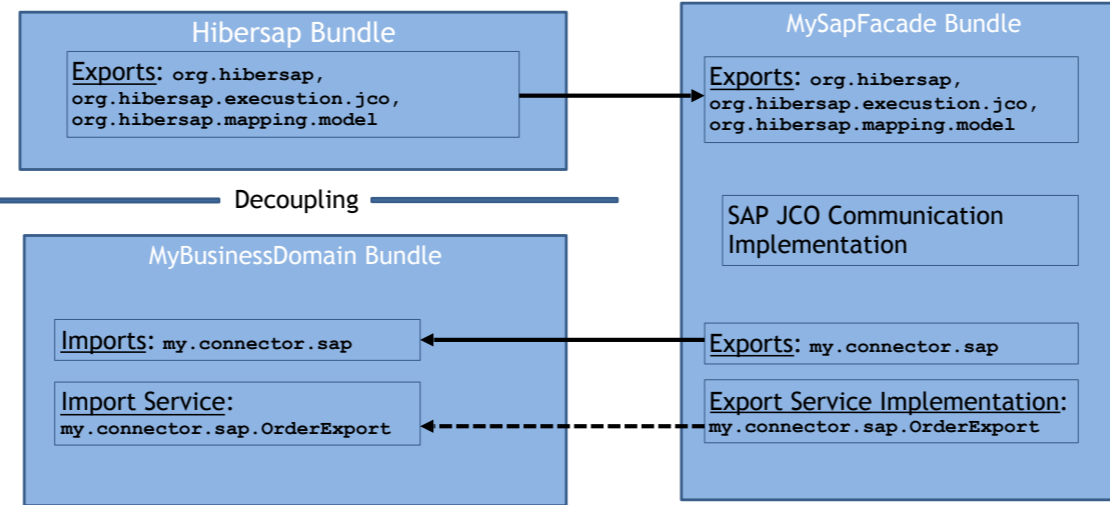 Hibersap Bundle
Exports: org.hibersap,
org.hibersap.execustion.jco,
org.hibersap.mapping.model
Decoupling
MyBusinessDomain Bundle
Imports: my.connector.sap
Import Service:
my.connector.sap.OrderExport
MySapFacade Bundle
Exports: org.hibersap,
org.hibersap.execustion.jco,
org.hibersap.mapping.model
SAP JCO Communication
Implementation
Exports: my.connector.sap
Export Service Implementation:
my.connector.sap.OrderExport